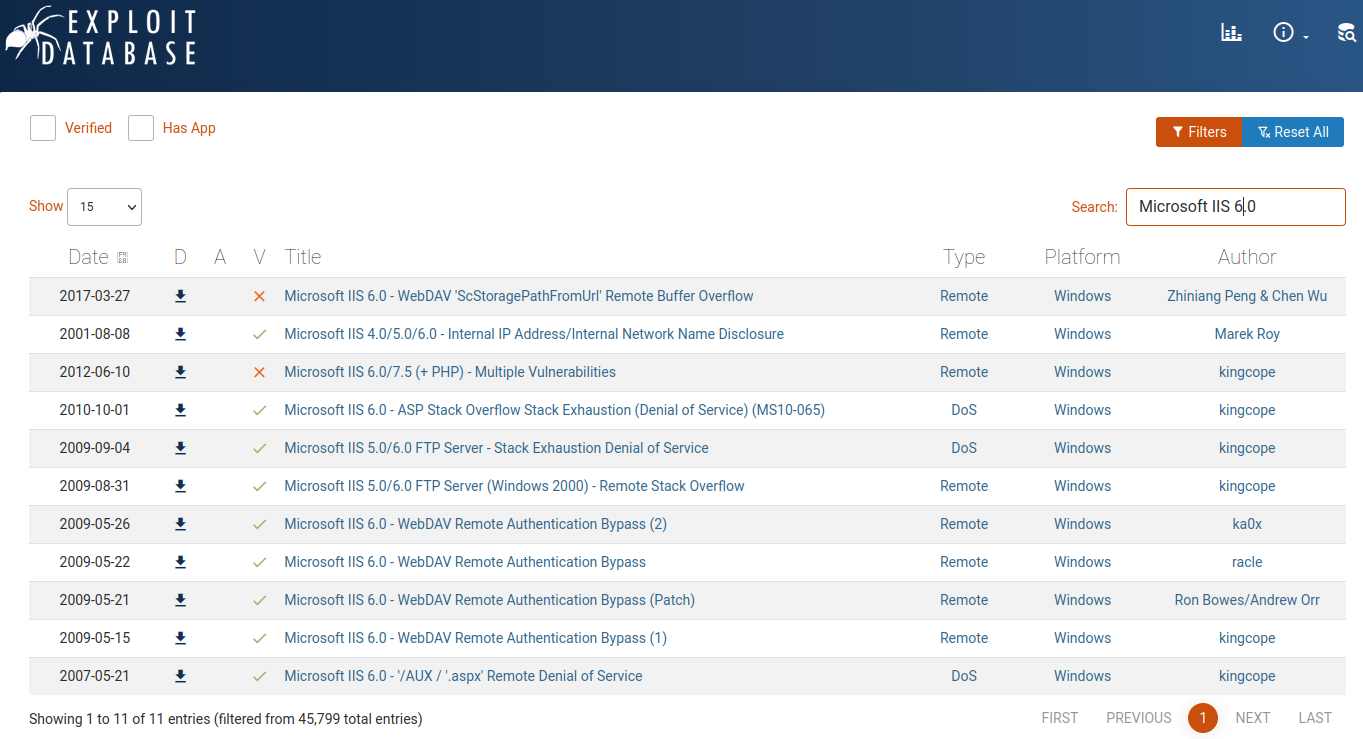 EXPLOIT
DATABASE
Verified Has App
Filters Reset All
Show 15 Search: Microsoft IIS 6.0
Date D A V Title Type Platform Author
2017-03-27 Microsoft IIS 6.0 - WebDAV 'ScStoragePathFromUrl' Remote Buffer Overflow Remote Windows Zhiniang Peng & Chen Wu
2001-08-08 Microsoft IIS 4.0/5.0/6.0 - Internal IP Address/Internal Network Name Disclosure Remote Windows Marek Roy
2012-06-10 Microsoft IIS 6.0/7.5 (+ PHP) - Multiple Vulnerabilities Remote Windows kingcope
2010-10-01 Microsoft IIS 6.0 - ASP Stack Overflow Stack Exhaustion (Denial of Service) (MS10-065) DoS Windows kingcope
2009-09-04 Microsoft IIS 5.0/6.0 FTP Server - Stack Exhaustion Denial of Service DoS Windows kingcope
2009-08-31 Microsoft IIS 5.0/6.0 FTP Server (Windows 2000) - Remote Stack Overflow Remote Windows kingcope
2009-05-26 Microsoft IIS 6.0 - WebDAV Remote Authentication Bypass (2) Remote Windows ka0x
2009-05-22 Microsoft IIS 6.0 - WebDAV Remote Authentication Bypass Remote Windows racle
2009-05-21 Microsoft IIS 6.0 - WebDAV Remote Authentication Bypass (Patch) Remote Windows Ron Bowes/Andrew Orr
2009-05-15 Microsoft IIS 6.0 - WebDAV Remote Authentication Bypass (1) Remote Windows kingcope
2007-05-21 Microsoft IIS 6.0 - '/AUX / '.aspx' Remote Denial of Service DoS Windows kingcope
Showing 1 to 11 of 11 entries (filtered from 45,799 total entries) FIRST PREVIOUS 1 NEXT LAST